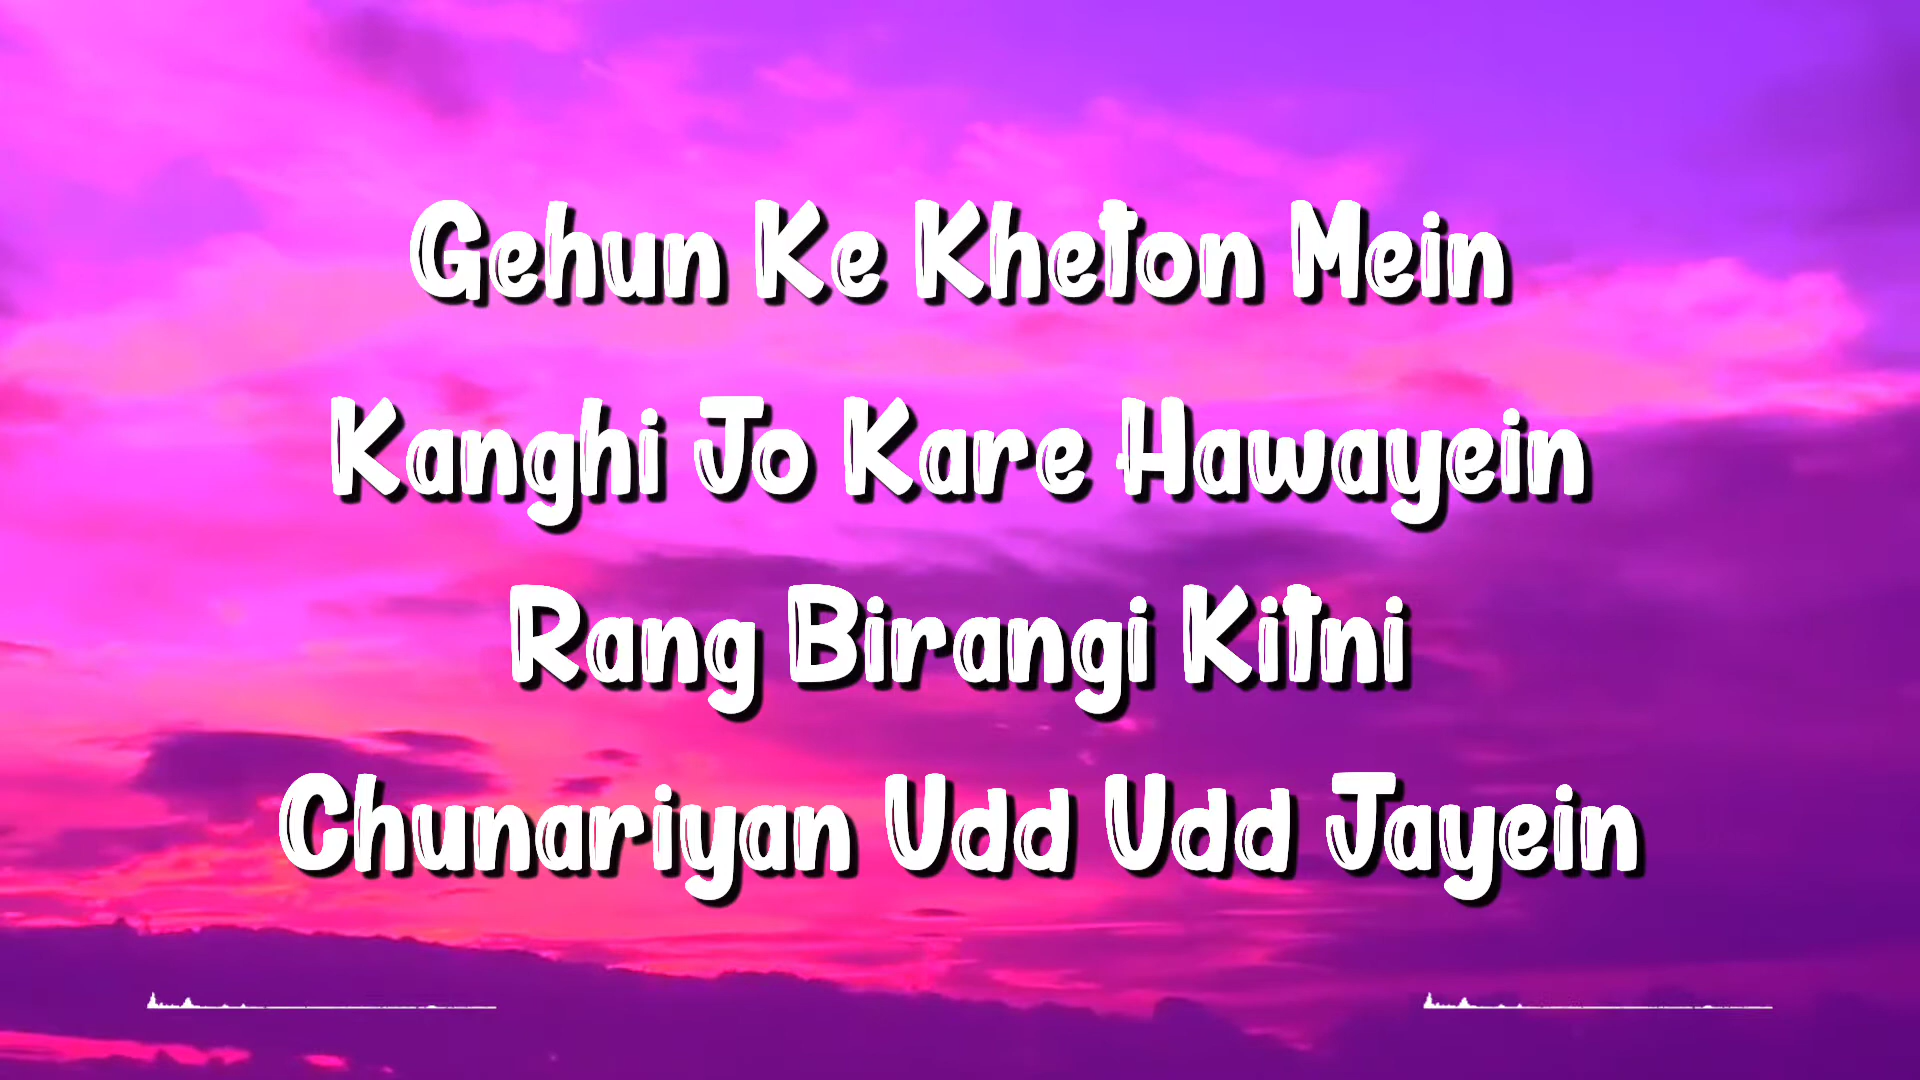 Gehun Ke Kheton Mein
Kanghi Jo Kare Hawayein
Rang Birangi Kitni
Chunariyan Udd Udd Jayein